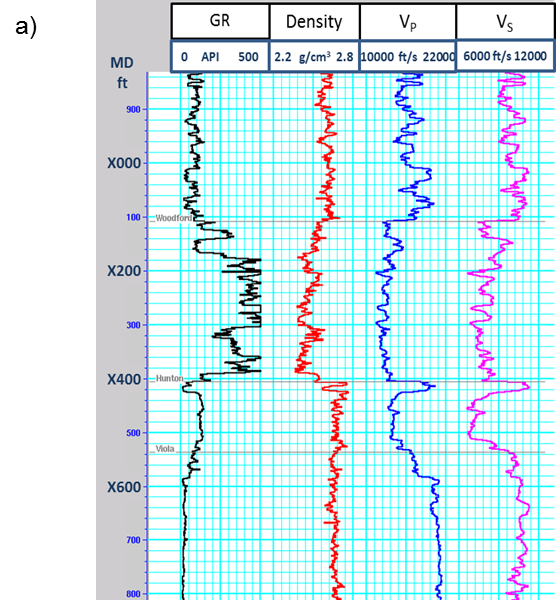 a)
GR Density VP VS
0 API 500 2.2 g/cm³ 2.8 10000 ft/s 22000 6000 ft/s 12000
MD
ft
900
X000
100
Woodford
X200
300
X400
Hunton
500
Viola
X600
700
800